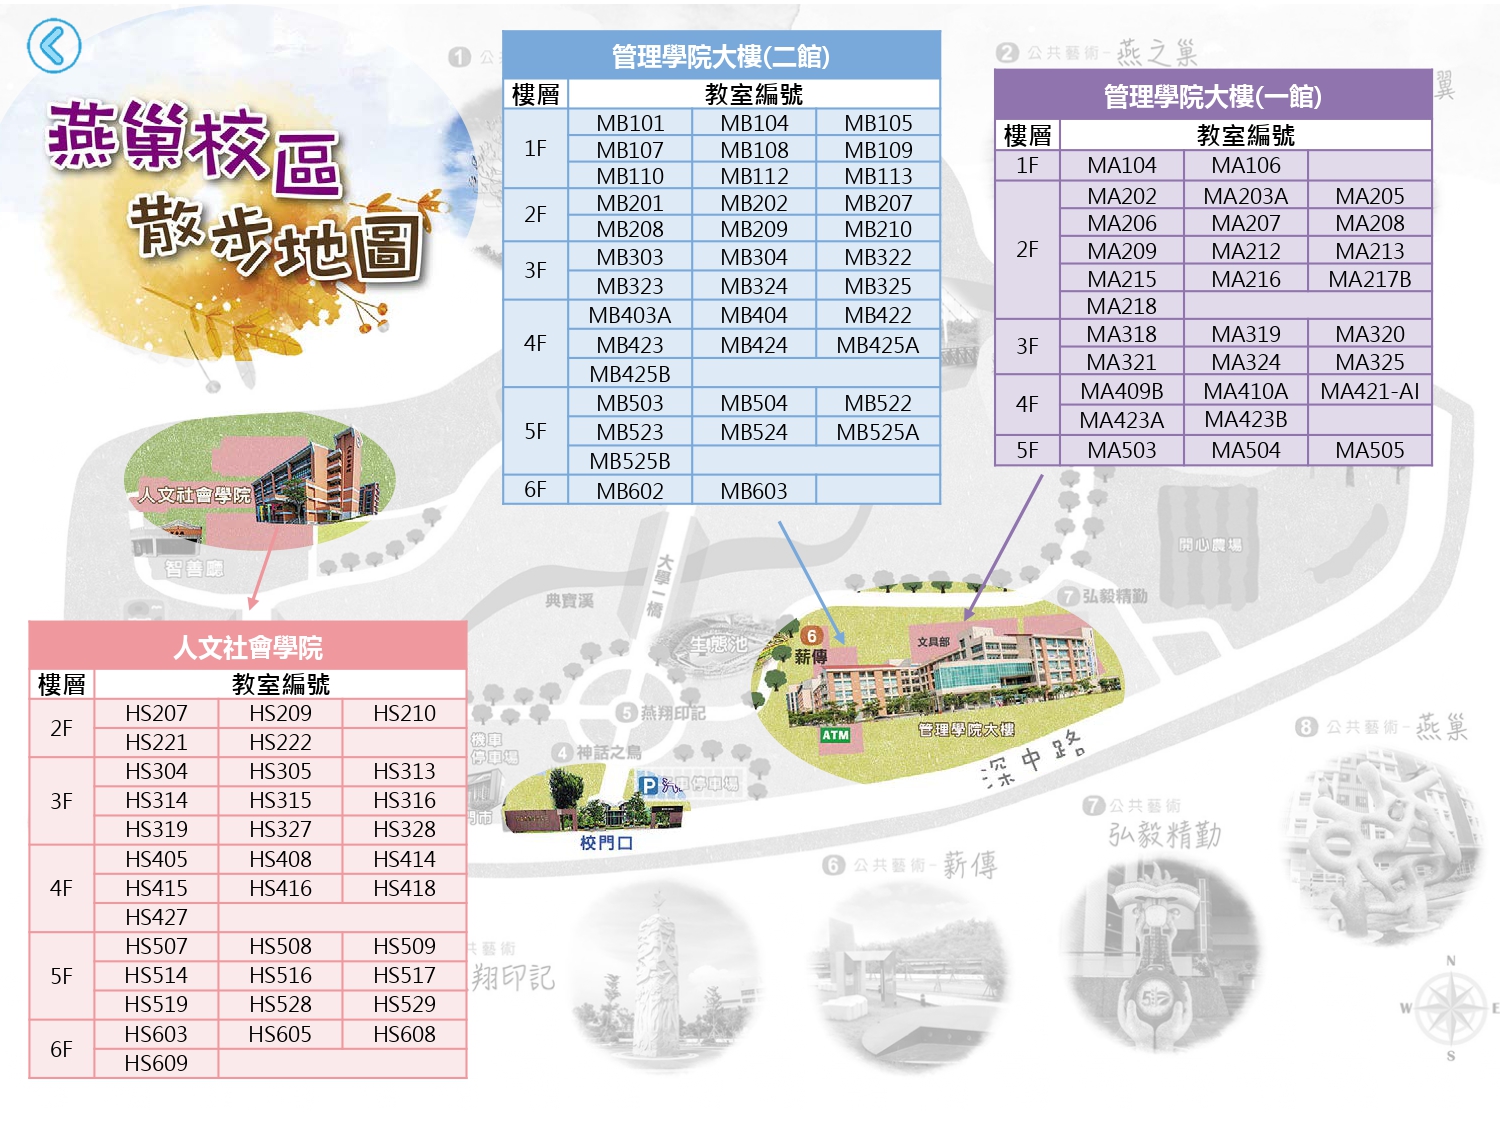 燕巢校區
散步地圖
1 公
2 公共藝術-燕之巢
翼
管理學院大樓(二館)
樓層 教室編號
1F MB101 MB104 MB105
MB107 MB108 MB109
MB110 MB112 MB113
2F MB201 MB202 MB207
MB208 MB209 MB210
3F MB303 MB304 MB322
MB323 MB324 MB325
4F MB403A MB404 MB422
MB423 MB424 MB425A
MB425B
5F MB503 MB504 MB522
MB523 MB524 MB525A
MB525B
6F MB602 MB603
管理學院大樓(一館)
樓層 教室編號
1F MA104 MA106
2F MA202 MA203A MA205
MA206 MA207 MA208
MA209 MA212 MA213
MA215 MA216 MA217B
MA218
3F MA318 MA319 MA320
MA321 MA324 MA325
4F MA409B MA410A MA421-AI
MA423A MA423B
5F MA503 MA504 MA505
人文社會學院
智善廳
典寶溪
大學一橋
生態池
開心農場
7 弘毅精勤
6
薪傳
文具部
管理學院大樓
ATM
5 燕翔印記
4 神話之鳥
機車
停車場
P 汽車停車場
門市
校門口
深中路
人文社會學院
樓層 教室編號
2F HS207 HS209 HS210
HS221 HS222
3F HS304 HS305 HS313
HS314 HS315 HS316
HS319 HS327 HS328
4F HS405 HS408 HS414
HS415 HS416 HS418
HS427
5F HS507 HS508 HS509
HS514 HS516 HS517
HS519 HS528 HS529
6F HS603 HS605 HS608
HS609
共藝術
翔印記
6 公共藝術-薪傳
7 公共藝術
弘毅精勤
8 公共藝術-燕巢
N
W E
S